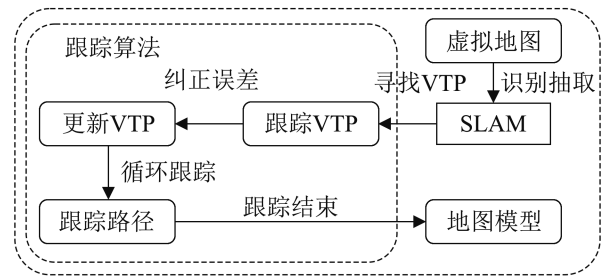 跟踪算法
虚拟地图
纠正误差
寻找VTP
识别抽取
更新VTP
跟踪VTP
SLAM
循环跟踪
跟踪路径
跟踪结束
地图模型